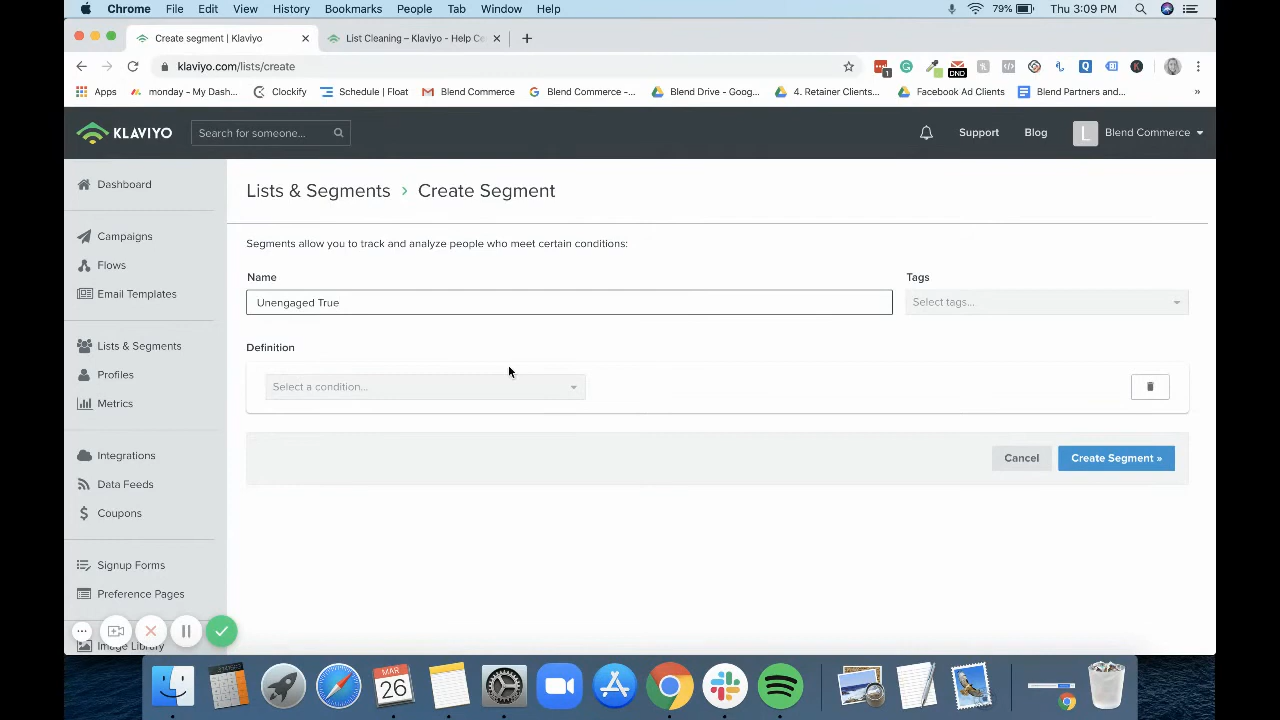 Chrome File Edit View History Bookmarks People Tab Window Help 79% Thu 3:09 PM
Create segment | Klaviyo List Cleaning – Klaviyo - Help Ce
klaviyo.com/lists/create
Apps monday – My Dash... Clockify Schedule | Float Blend Commerce... Blend Commerce -... Blend Drive - Goog... 4. Retainer Clients... Facebook Ad Clients Blend Partners and... »
KLAVIYO Search for someone... Support Blog L Blend Commerce
Dashboard
Campaigns
Flows
Email Templates
Lists & Segments
Profiles
Metrics
Integrations
Data Feeds
Coupons
Signup Forms
Preference Pages
Image Library
Lists & Segments › Create Segment
Segments allow you to track and analyze people who meet certain conditions:
Name Tags
Unengaged True Select tags...
Definition
Select a condition...
Cancel Create Segment »
MAR
26